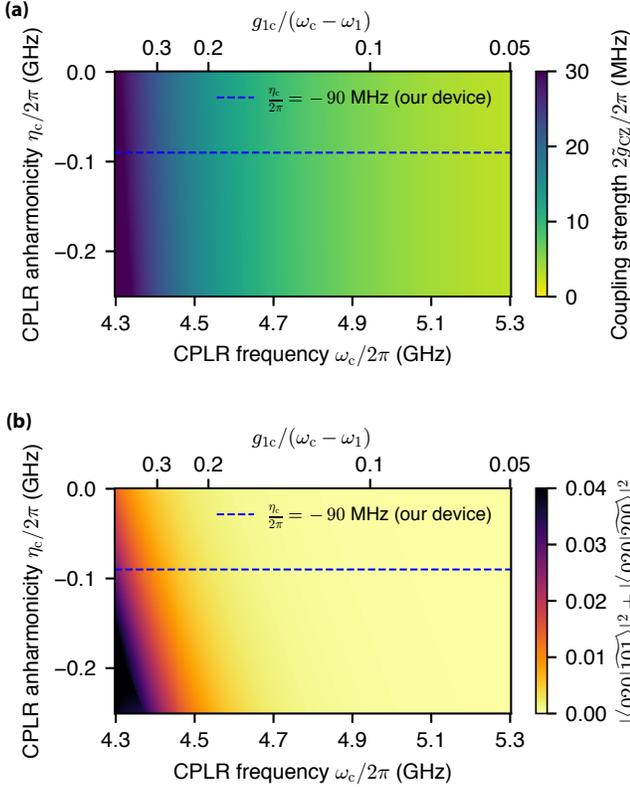 (a)
g₁c/(ωc − ω₁)
0.3 0.2 0.1 0.05
CPLR anharmonicity ηc/2π (GHz)
0.0
−0.1
−0.2
ηc/2π = −90 MHz (our device)
4.3 4.5 4.7 4.9 5.1 5.3
CPLR frequency ωc/2π (GHz)
30
20
10
0
Coupling strength 2g̃CZ/2π (MHz)
(b)
g₁c/(ωc − ω₁)
0.3 0.2 0.1 0.05
CPLR anharmonicity ηc/2π (GHz)
0.0
−0.1
−0.2
ηc/2π = −90 MHz (our device)
4.3 4.5 4.7 4.9 5.1 5.3
CPLR frequency ωc/2π (GHz)
0.04
0.03
0.02
0.01
0.00